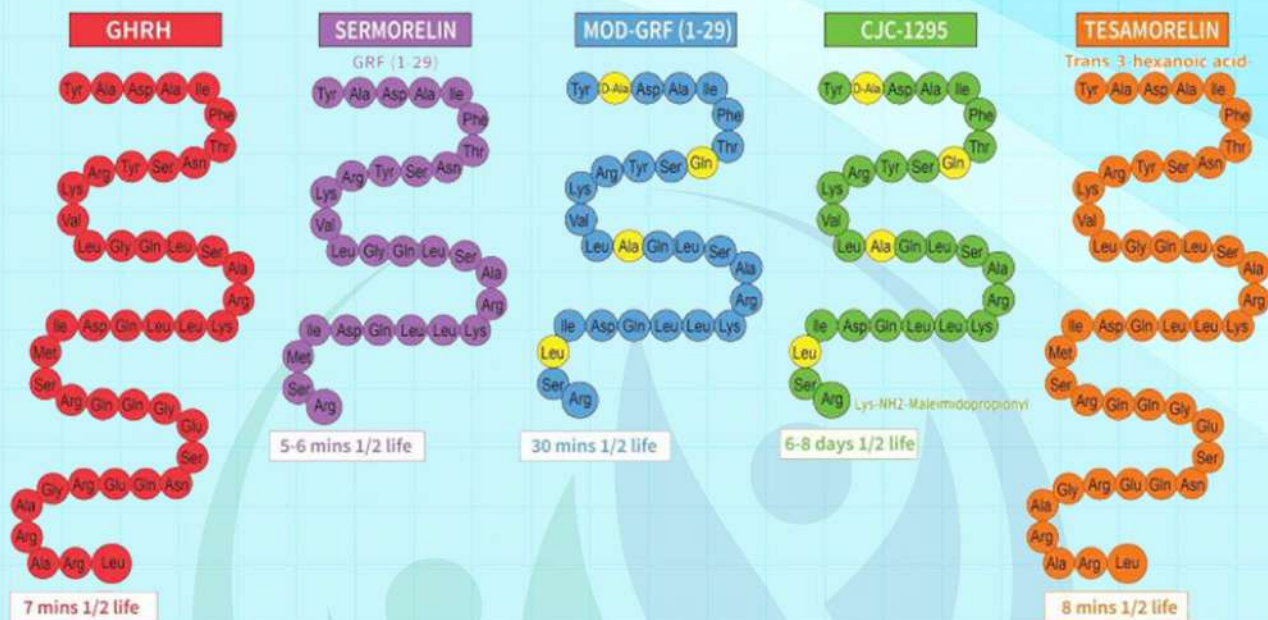 GHRH
Tyr Ala Asp Ala Ile
Phe
Thr
Lys Arg Tyr Ser Asn
Val
Leu Gly Gln Leu Ser
Ala
Arg
Ile Asp Gln Leu Leu Lys
Met
Ser
Arg Gln Gln Gly
Glu
Ser
Gly Arg Glu Gln Asn
Ala
Arg
Ala Arg Leu
7 mins 1/2 life
SERMORELIN
GRF (1-29)
Tyr Ala Asp Ala Ile
Phe
Thr
Lys Arg Tyr Ser Asn
Val
Leu Gly Gln Leu Ser
Ala
Arg
Ile Asp Gln Leu Leu Lys
Met
Ser
Arg
5-6 mins 1/2 life
MOD-GRF (1-29)
Tyr D-Ala Asp Ala Ile
Phe
Thr
Lys Arg Tyr Ser Gln
Val
Leu Ala Gln Leu Ser
Ala
Arg
Ile Asp Gln Leu Leu Lys
Leu
Ser
Arg
30 mins 1/2 life
CJC-1295
Tyr D-Ala Asp Ala Ile
Phe
Thr
Lys Arg Tyr Ser Gln
Val
Leu Ala Gln Leu Ser
Ala
Arg
Ile Asp Gln Leu Leu Lys
Leu
Ser
Arg Lys-NH2-Maleimidopropionyl
6-8 days 1/2 life
TESAMORELIN
Trans-3-hexanoic acid
Tyr Ala Asp Ala Ile
Phe
Thr
Lys Arg Tyr Ser Asn
Val
Leu Gly Gln Leu Ser
Ala
Arg
Ile Asp Gln Leu Leu Lys
Met
Ser
Arg Gln Gln Gly
Glu
Ser
Gly Arg Glu Gln Asn
Ala
Arg
Ala Arg Leu
8 mins 1/2 life